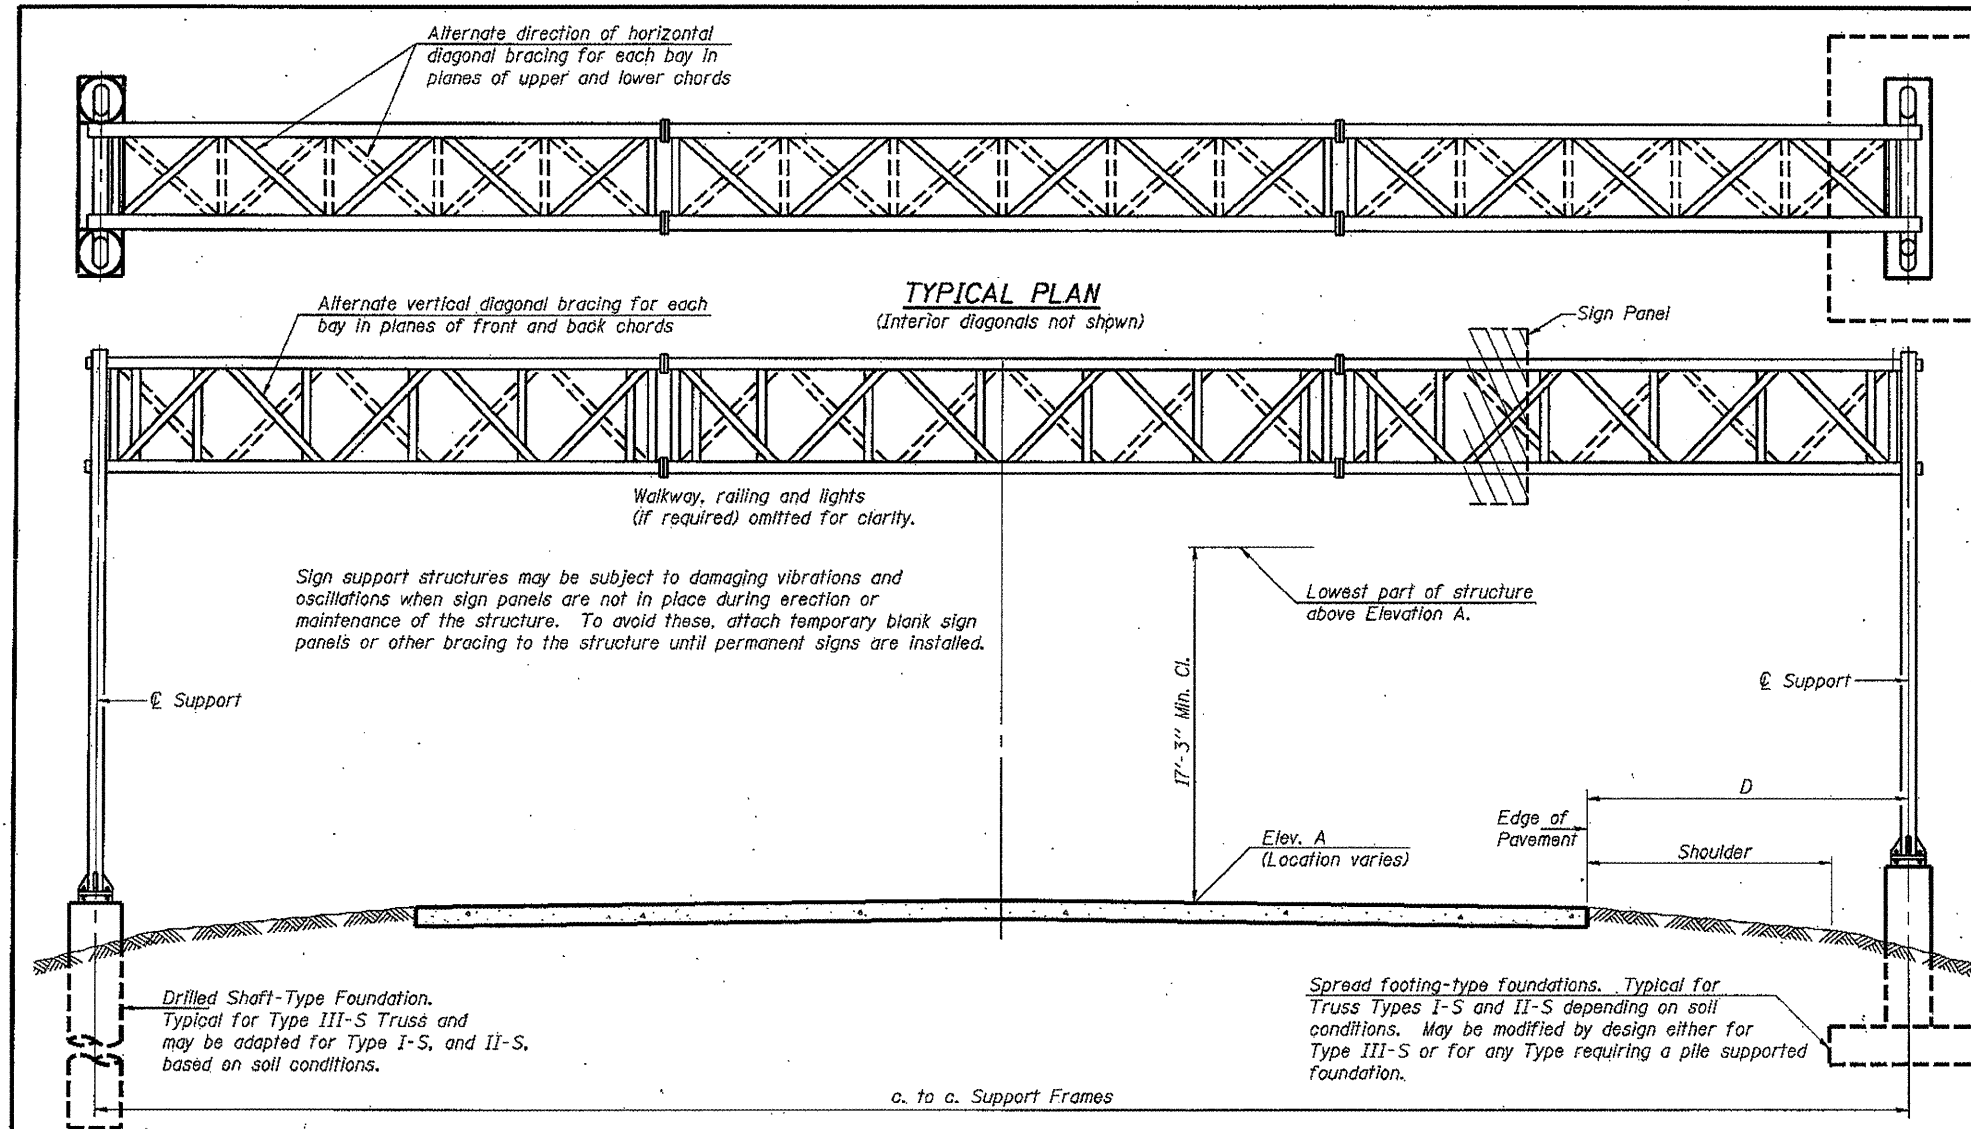 Alternate direction of horizontal
diagonal bracing for each bay in
planes of upper and lower chords
TYPICAL PLAN
(Interior diagonals not shown)
Alternate vertical diagonal bracing for each
bay in planes of front and back chords
Sign Panel
Walkway, railing and lights
(if required) omitted for clarity.
Sign support structures may be subject to damaging vibrations and
oscillations when sign panels are not in place during erection or
maintenance of the structure. To avoid these, attach temporary blank sign
panels or other bracing to the structure until permanent signs are installed.
Lowest part of structure
above Elevation A.
17'-3" Min. Cl.
℄ Support
℄ Support
D
Edge of
Pavement
Shoulder
Elev. A
(Location varies)
Drilled Shaft-Type Foundation.
Typical for Type III-S Truss and
may be adapted for Type I-S, and II-S,
based on soil conditions.
Spread footing-type foundations. Typical for
Truss Types I-S and II-S depending on soil
conditions. May be modified by design either for
Type III-S or for any Type requiring a pile supported
foundation.
c. to c. Support Frames